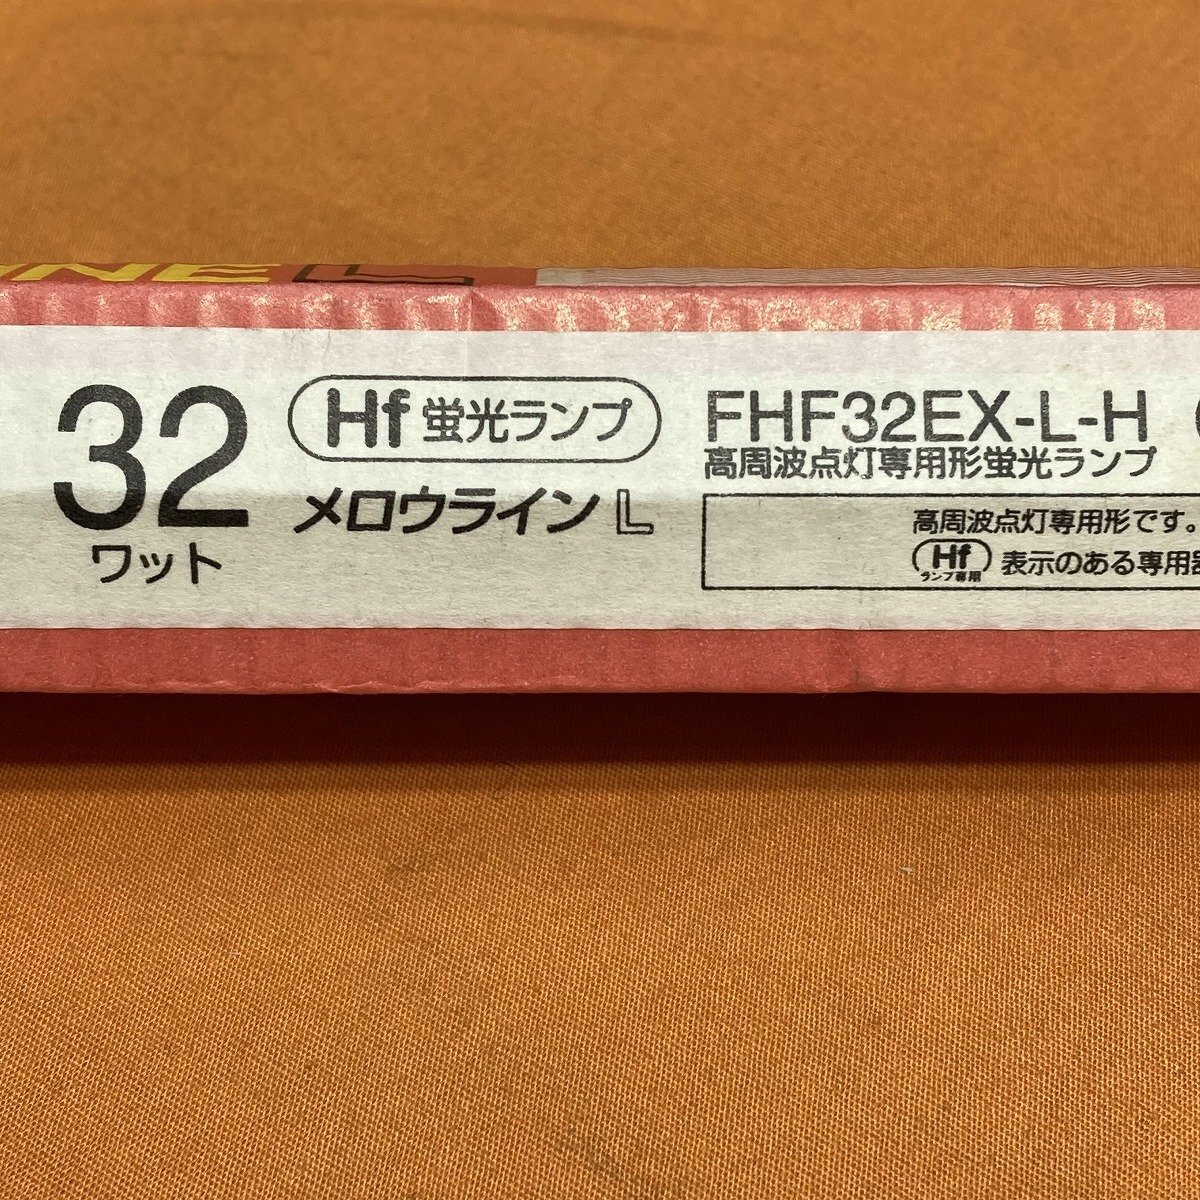 NE L
32
ワット
Hf 蛍光ランプ
メロウライン L
FHF32EX-L-H
高周波点灯専用形蛍光ランプ
高周波点灯専用形です。
Hf
ランプ専用
表示のある専用器